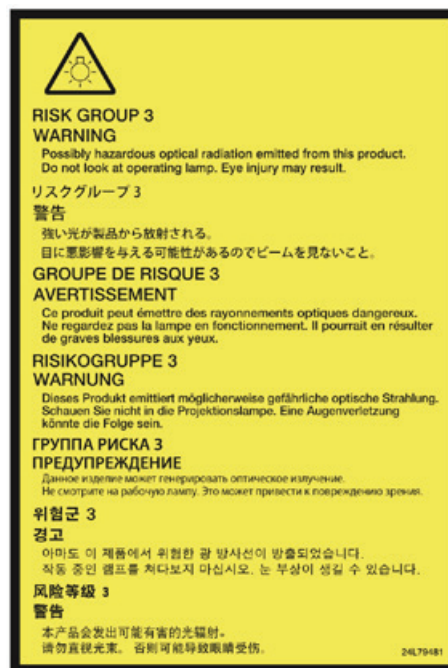 RISK GROUP 3
WARNING
Possibly hazardous optical radiation emitted from this product.
Do not look at operating lamp. Eye injury may result.
リスクグループ 3
警告
強い光が製品から放射される。
目に悪影響を与える可能性があるのでビームを見ないこと。
GROUPE DE RISQUE 3
AVERTISSEMENT
Ce produit peut émettre des rayonnements optiques dangereux.
Ne regardez pas la lampe en fonctionnement. Il pourrait en résulter
de graves blessures aux yeux.
RISIKOGRUPPE 3
WARNUNG
Dieses Produkt emittiert möglicherweise gefährliche optische Strahlung.
Schauen Sie nicht in die Projektionslampe. Eine Augenverletzung
könnte die Folge sein.
ГРУППА РИСКА 3
ПРЕДУПРЕЖДЕНИЕ
Данное изделие может генерировать оптическое излучение.
Не смотрите на рабочую лампу. Это может привести к повреждению зрения.
위험군 3
경고
아마도 이 제품에서 위험한 광 방사선이 방출되었습니다.
작동 중인 램프를 쳐다보지 마십시오. 눈 부상이 생길 수 있습니다.
风险等级 3
警告
本产品会发出可能有害的光辐射。
请勿直视光束。 否则可能导致眼睛受伤。
24L79481